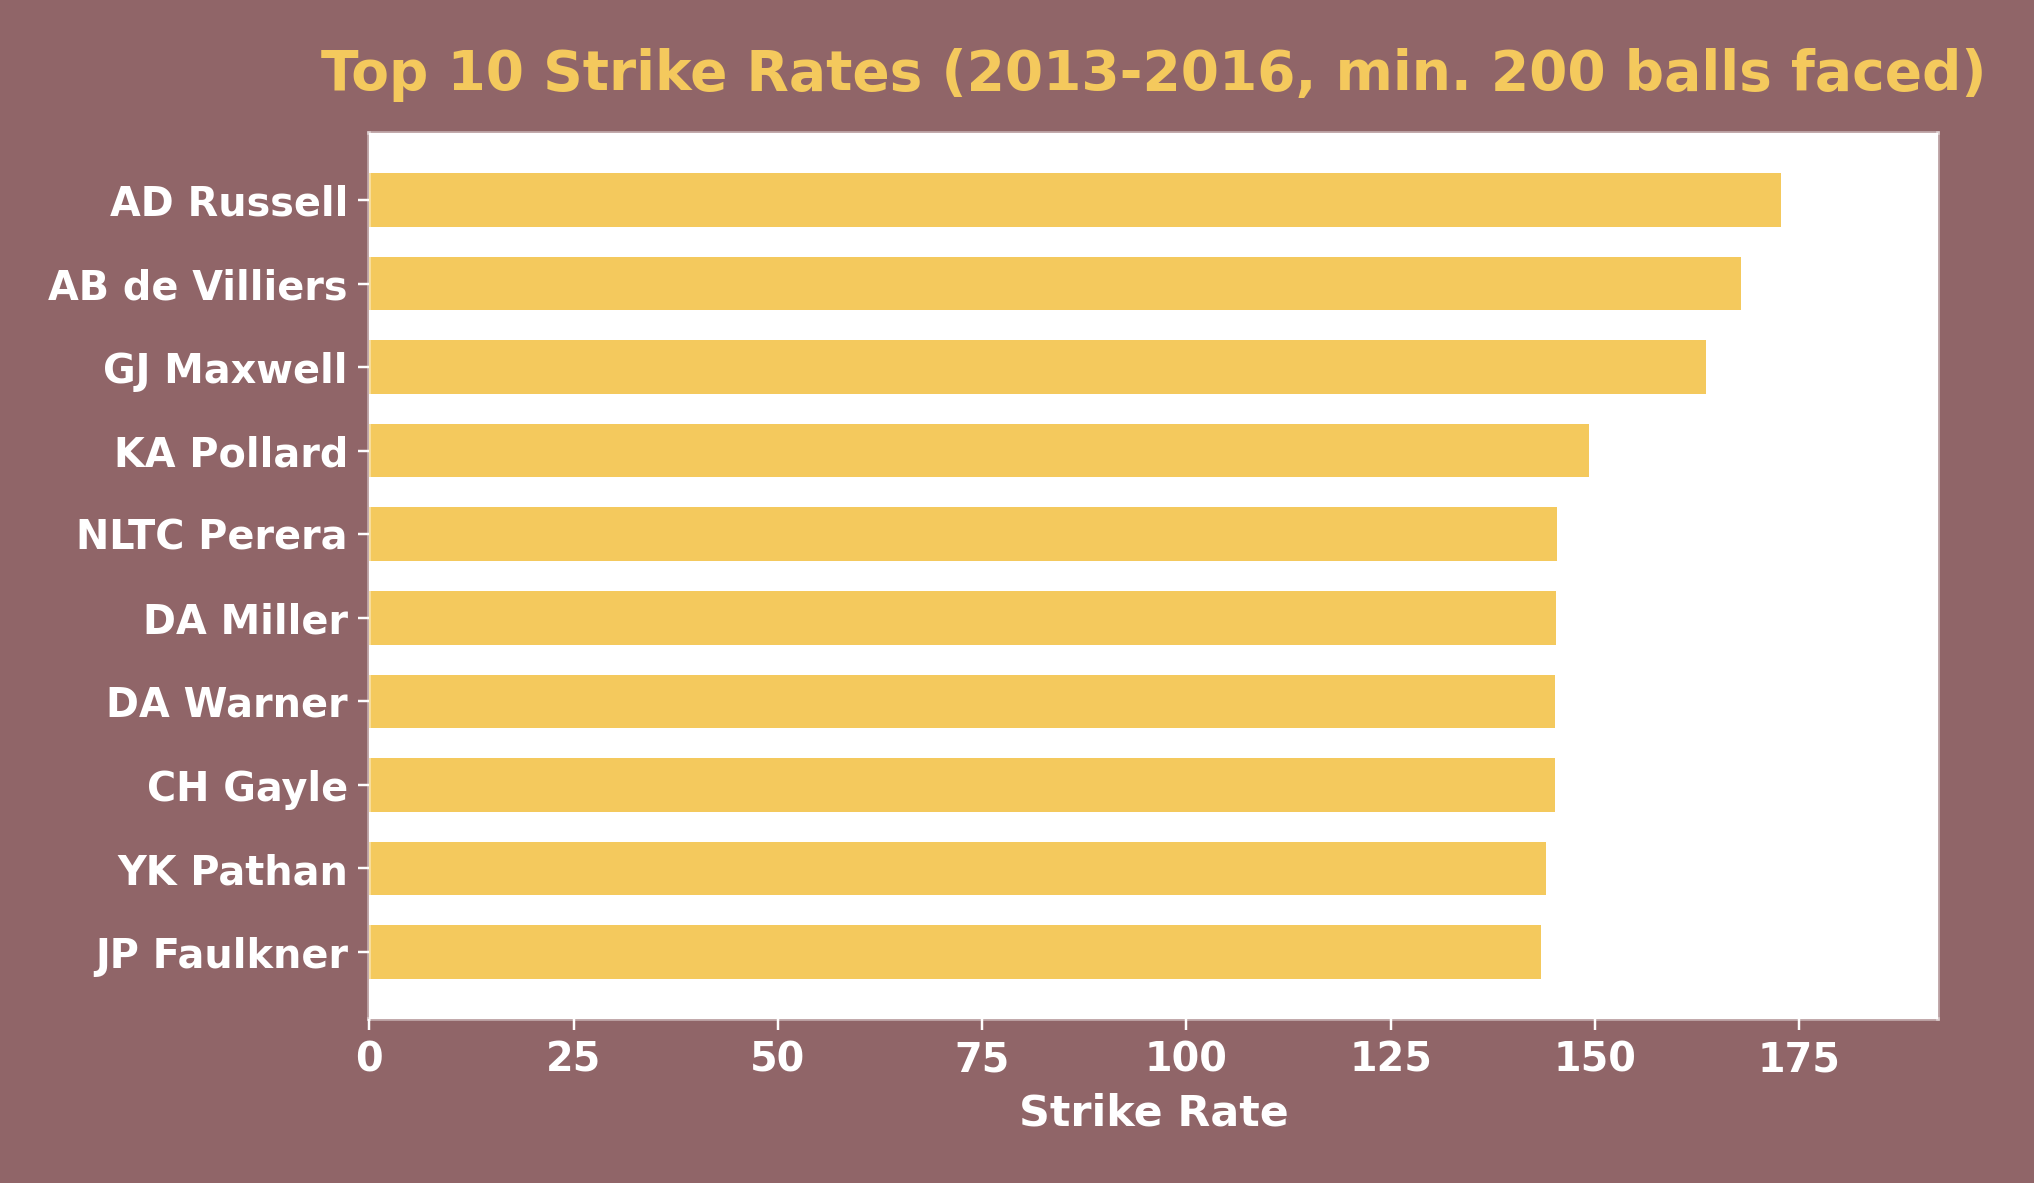 Top 10 Strike Rates (2013-2016, min. 200 balls faced)
AD Russell
AB de Villiers
GJ Maxwell
KA Pollard
NLTC Perera
DA Miller
DA Warner
CH Gayle
YK Pathan
JP Faulkner
0 25 50 75 100 125 150 175
Strike Rate